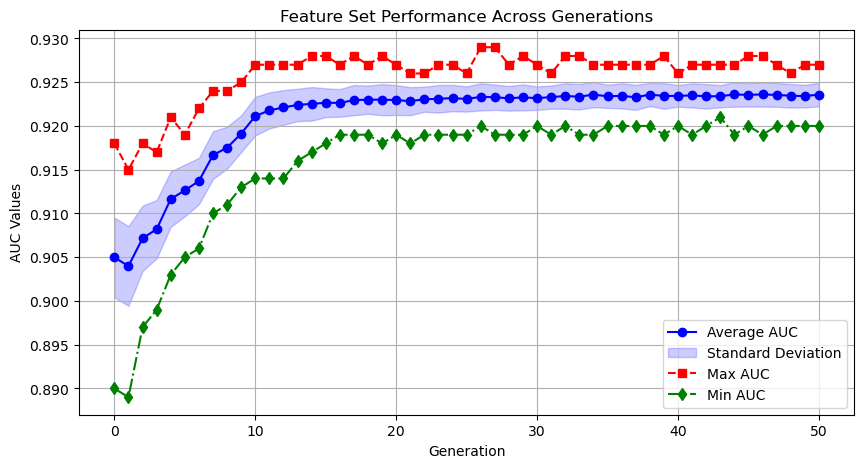 Feature Set Performance Across Generations
AUC Values
0.930
0.925
0.920
0.915
0.910
0.905
0.900
0.895
0.890
Average AUC
Standard Deviation
Max AUC
Min AUC
0 10 20 30 40 50
Generation